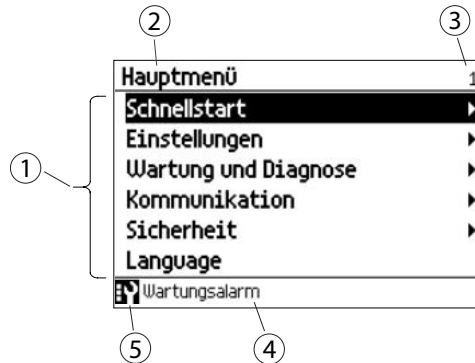 2 3
Hauptmenü 1
Schnellstart
Einstellungen
1 Wartung und Diagnose
Kommunikation
Sicherheit
Language
Wartungsalarm
5 4